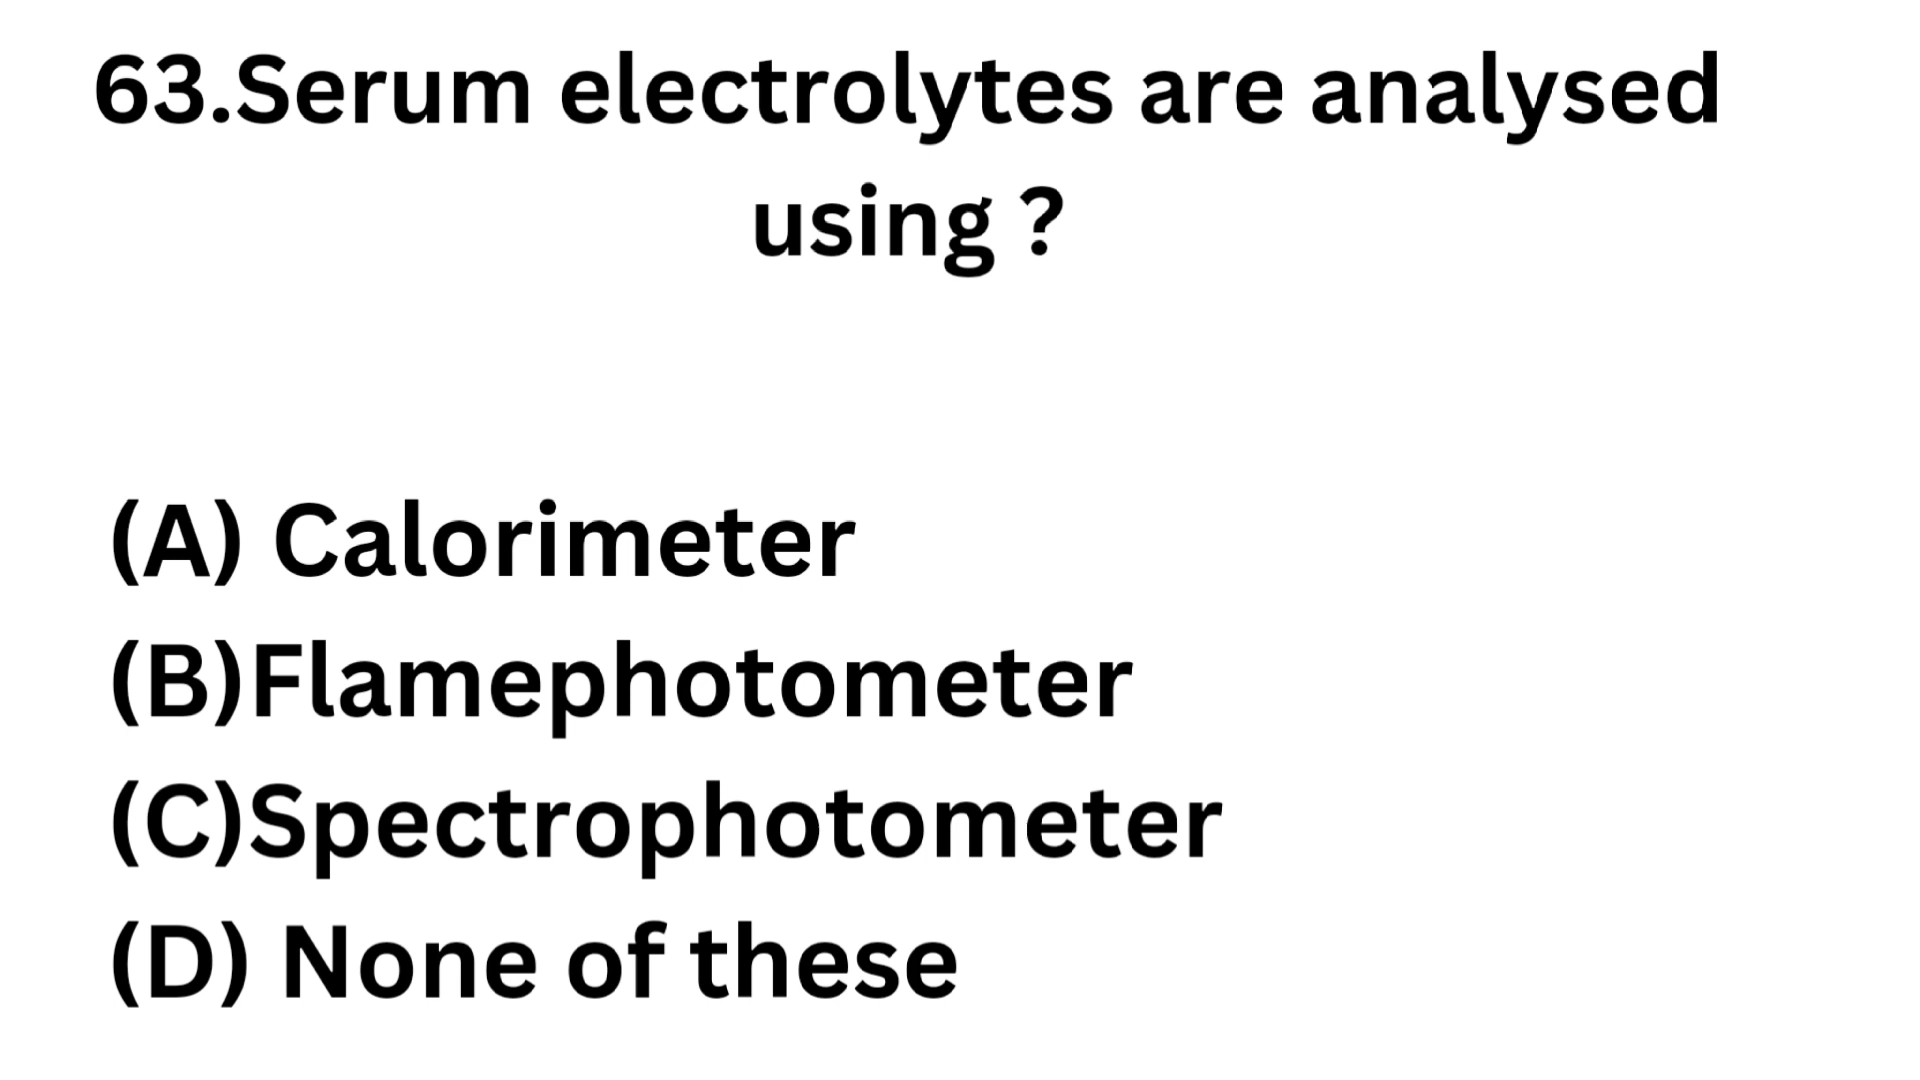 63.Serum electrolytes are analysed
using ?
(A) Calorimeter
(B)Flamephotometer
(C)Spectrophotometer
(D) None of these